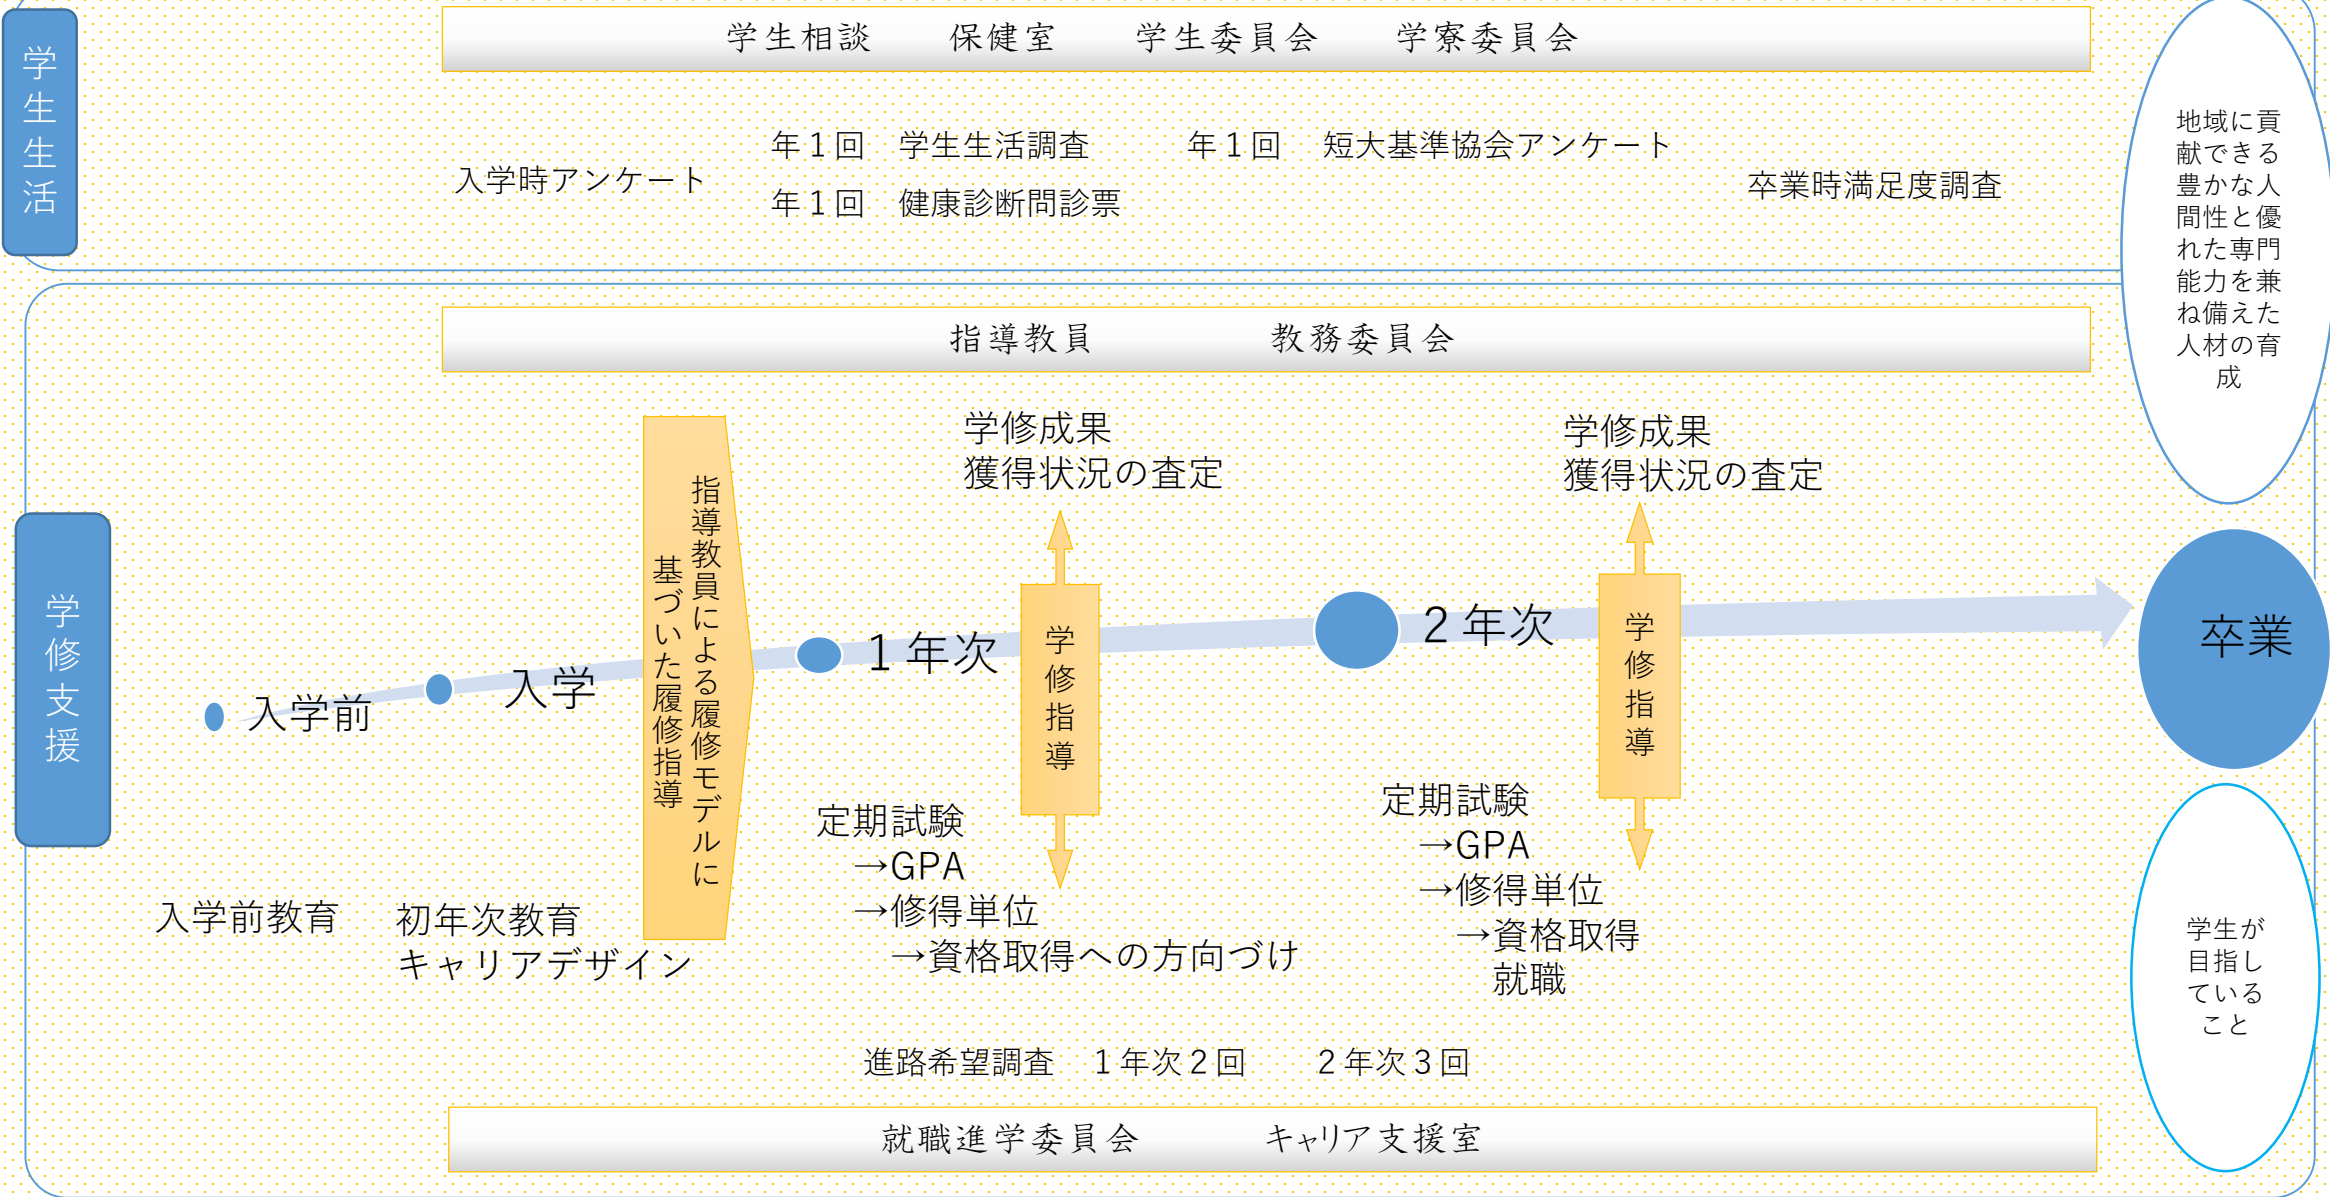 学生生活
学生相談　保健室　学生委員会　学寮委員会
年１回　学生生活調査　年１回　短大基準協会アンケート
入学時アンケート
年１回　健康診断問診票
卒業時満足度調査
地域に貢
献できる
豊かな人
間性と優
れた専門
能力を兼
ね備えた
人材の育
成
学修支援
指導教員　教務委員会
入学前
入学
指導教員による履修モデルに
基づいた履修指導
１年次
学修成果
獲得状況の査定
学修指導
２年次
学修成果
獲得状況の査定
学修指導
卒業
入学前教育
初年次教育
キャリアデザイン
定期試験
→GPA
→修得単位
→資格取得への方向づけ
定期試験
→GPA
→修得単位
→資格取得
就職
学生が
目指し
ている
こと
進路希望調査　１年次２回　２年次３回
就職進学委員会　キャリア支援室